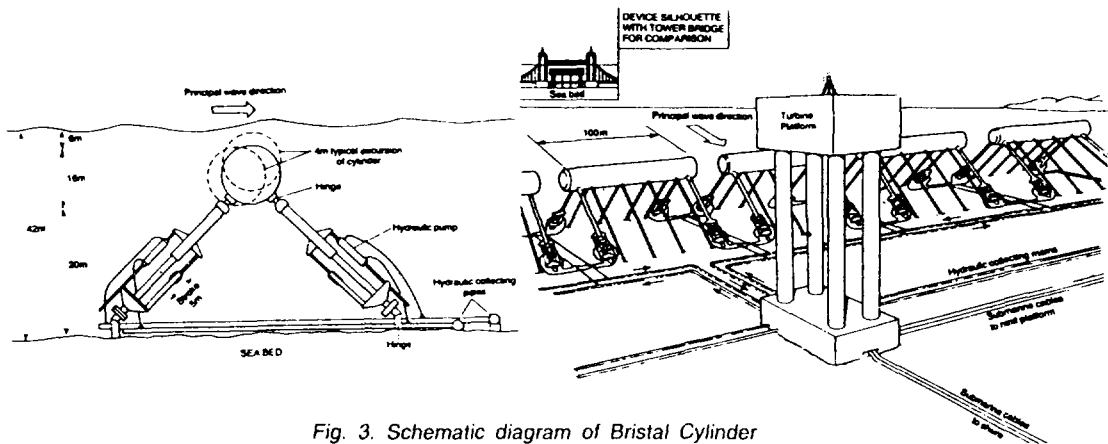 DEVICE SILHOUETTE
WITH TOWER BRIDGE
FOR COMPARISON
Sea bed
Principal wave direction
6m
4m typical excursion
of cylinder
16m
Hinge
42m
Hydraulic pump
20m
Stroke
5m
Hydraulic collecting
pipes
Hinge
SEA BED
Principal wave direction
100m
Turbine
Platform
Hydraulic collecting mains
Submarine cables
to next platform
Submarine cables
to shore
Fig. 3. Schematic diagram of Bristal Cylinder